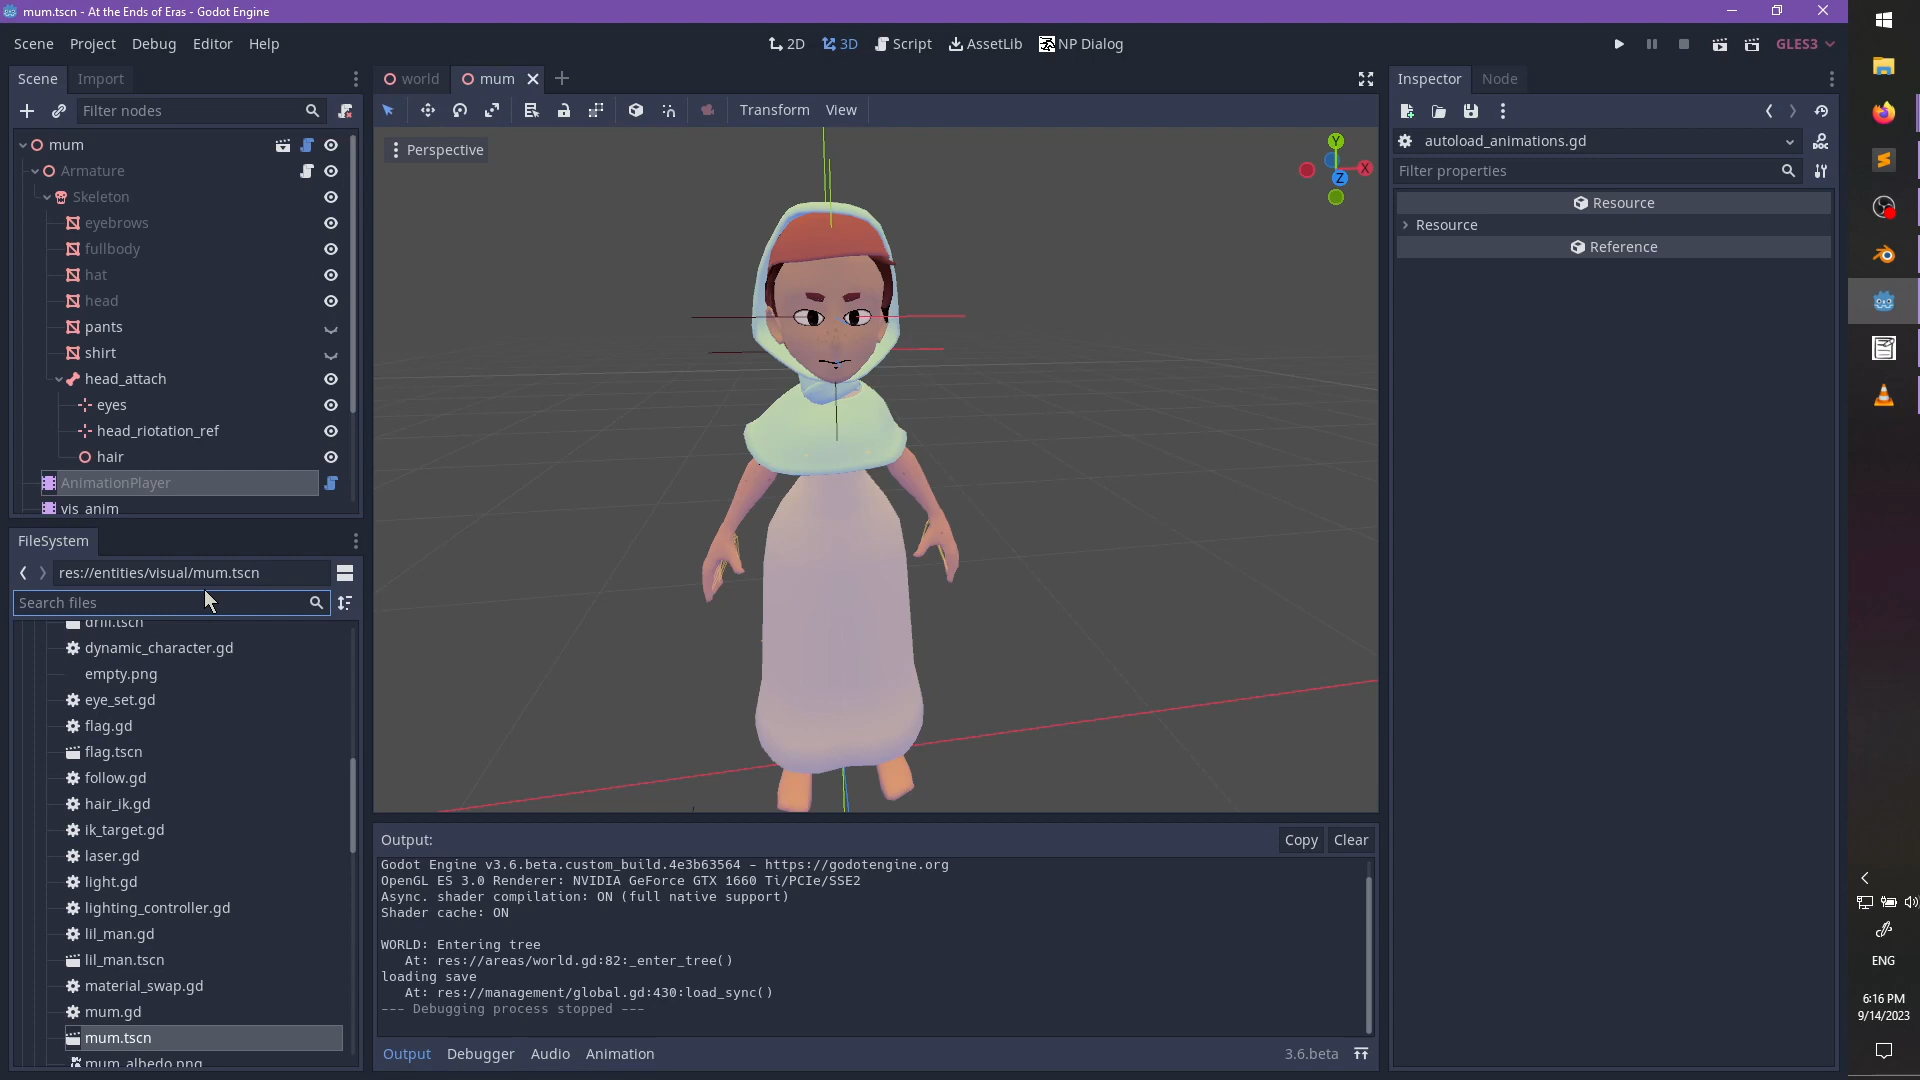 mum.tscn - At the Ends of Eras - Godot Engine
Scene Project Debug Editor Help
2D 3D Script AssetLib NP Dialog
GLES3
Scene Import
Filter nodes
mum
Armature
Skeleton
eyebrows
fullbody
hat
head
pants
shirt
head_attach
eyes
head_riotation_ref
hair
AnimationPlayer
vis_anim
FileSystem
res://entities/visual/mum.tscn
Search files
drill.tscn
dynamic_character.gd
empty.png
eye_set.gd
flag.gd
flag.tscn
follow.gd
hair_ik.gd
ik_target.gd
laser.gd
light.gd
lighting_controller.gd
lil_man.gd
lil_man.tscn
material_swap.gd
mum.gd
mum.tscn
mum_albedo.png
world mum
Transform View
Perspective
Y
X
Z
Output:
Copy Clear
Godot Engine v3.6.beta.custom_build.4e3b63564 - https://godotengine.org
OpenGL ES 3.0 Renderer: NVIDIA GeForce GTX 1660 Ti/PCIe/SSE2
Async. shader compilation: ON (full native support)
Shader cache: ON
WORLD: Entering tree
At: res://areas/world.gd:82:_enter_tree()
loading save
At: res://management/global.gd:430:load_sync()
--- Debugging process stopped ---
Output Debugger Audio Animation
3.6.beta
Inspector Node
autoload_animations.gd
Filter properties
Resource
Resource
Reference
ENG
6:16 PM
9/14/2023